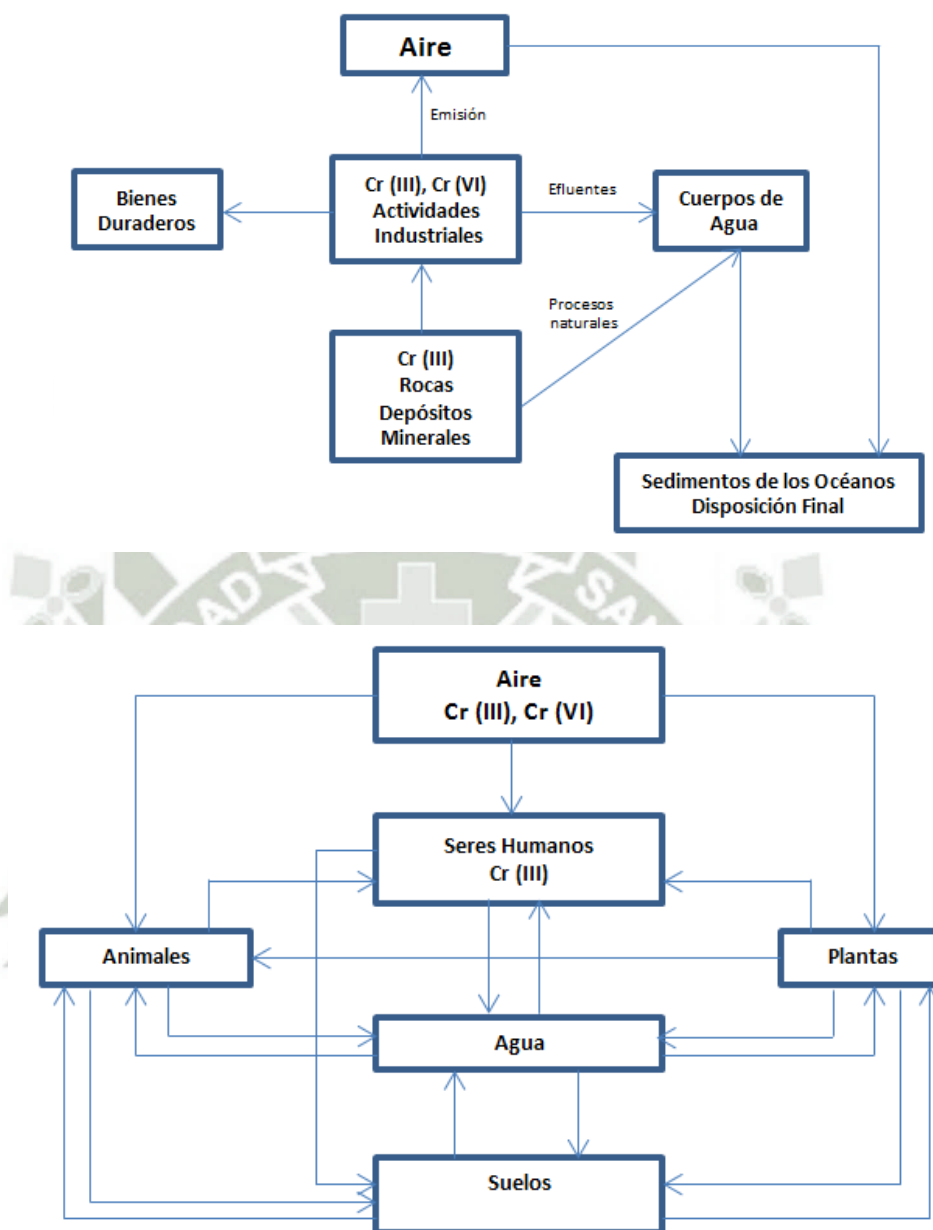 Aire
Emisión
Bienes
Duraderos
Cr (III), Cr (VI)
Actividades
Industriales
Efluentes
Cuerpos de
Agua
Procesos
naturales
Cr (III)
Rocas
Depósitos
Minerales
Sedimentos de los Océanos
Disposición Final
Aire
Cr (III), Cr (VI)
Seres Humanos
Cr (III)
Animales
Plantas
Agua
Suelos